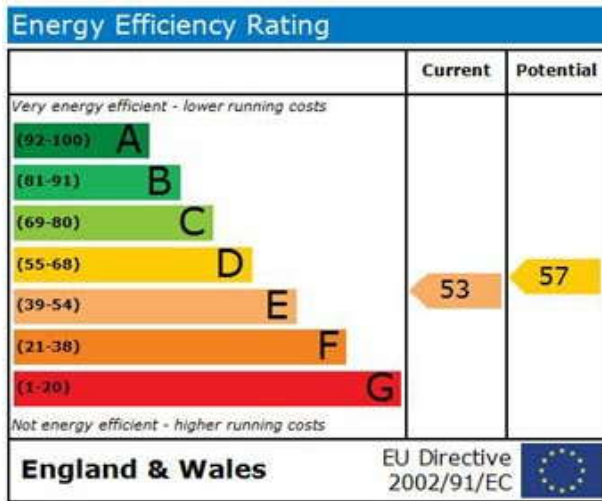 Energy Efficiency Rating
Current Potential
Very energy efficient - lower running costs
(92-100) A
(81-91) B
(69-80) C
(55-68) D
(39-54) E
(21-38) F
(1-20) G
53
57
Not energy efficient - higher running costs
England & Wales
EU Directive
2002/91/EC